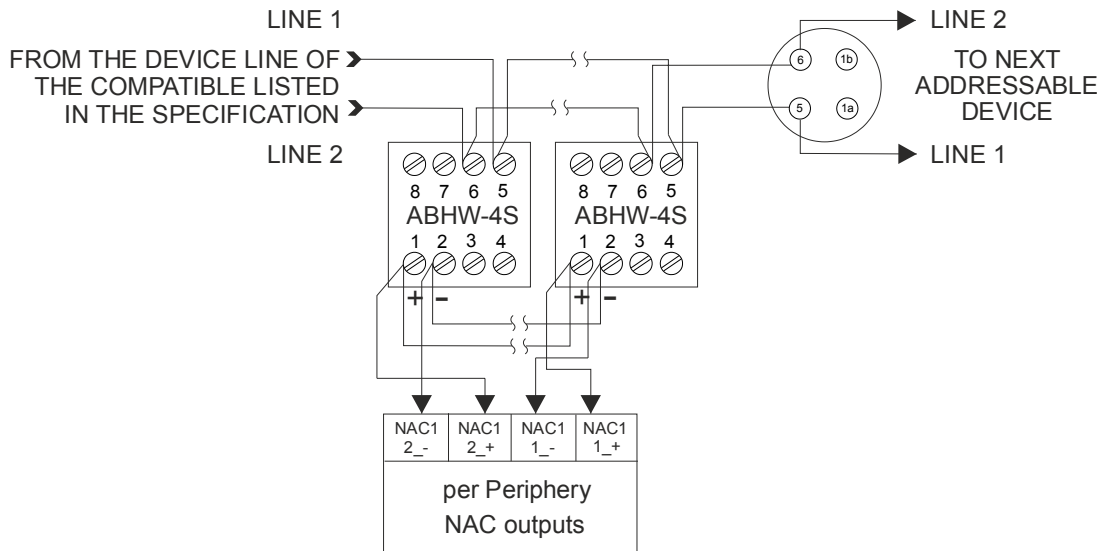 LINE 1
FROM THE DEVICE LINE OF
THE COMPATIBLE LISTED
IN THE SPECIFICATION
LINE 2
LINE 2
TO NEXT
ADDRESSABLE
DEVICE
LINE 1
6 1b
5 1a
8 7 6 5
ABHW-4S
1 2 3 4
+ -
8 7 6 5
ABHW-4S
1 2 3 4
+ -
NAC1
2_-
NAC1
2_+
NAC1
1_-
NAC1
1_+
per Periphery
NAC outputs